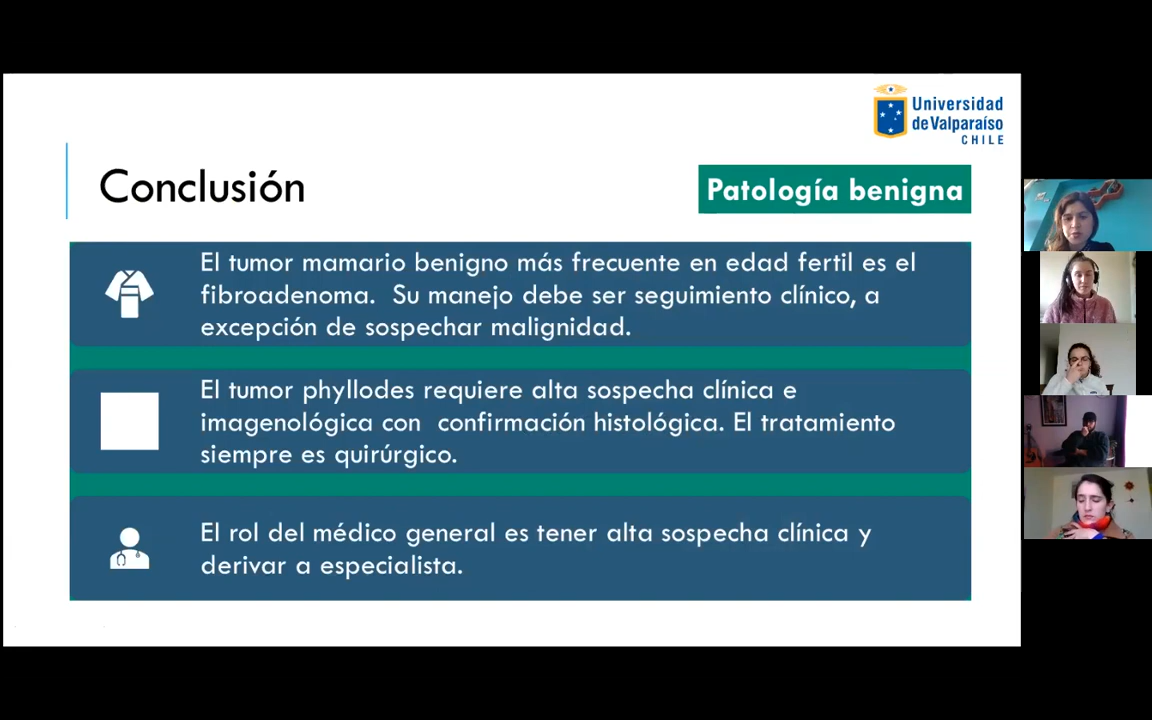 Universidad
de Valparaíso
CHILE
Conclusión
Patología benigna
El tumor mamario benigno más frecuente en edad fertil es el
fibroadenoma.  Su manejo debe ser seguimiento clínico, a
excepción de sospechar malignidad.
El tumor phyllodes requiere alta sospecha clínica e
imagenológica con  confirmación histológica. El tratamiento
siempre es quirúrgico.
El rol del médico general es tener alta sospecha clínica y
derivar a especialista.